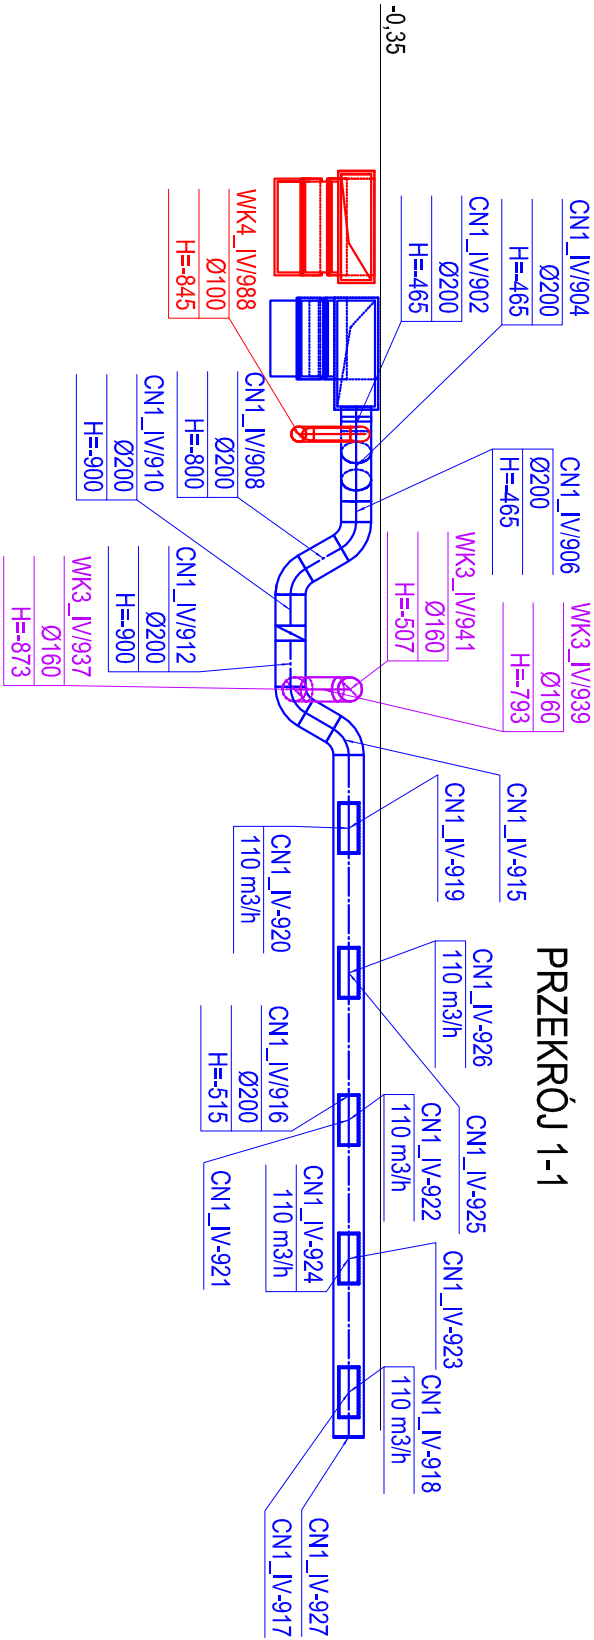 -0,35
CN1_IV/904
Ø200
H=-465
CN1_IV/902
Ø200
H=-465
WK4_IV/988
Ø100
H=-845
CN1_IV/908
Ø200
H=-800
CN1_IV/910
Ø200
H=-900
CN1_IV/906
Ø200
H=-465
WK3_IV/941
Ø160
H=-507
CN1_IV/912
Ø200
H=-900
WK3_IV/937
Ø160
H=-873
WK3_IV/939
Ø160
H=-793
CN1_IV-915
CN1_IV-919
CN1_IV-920
110 m3/h
PRZEKRÓJ 1-1
CN1_IV-926
110 m3/h
CN1_IV-925
CN1_IV/916
Ø200
H=-515
CN1_IV-922
110 m3/h
CN1_IV-921
CN1_IV-924
110 m3/h
CN1_IV-923
CN1_IV-918
110 m3/h
CN1_IV-927
CN1_IV-917